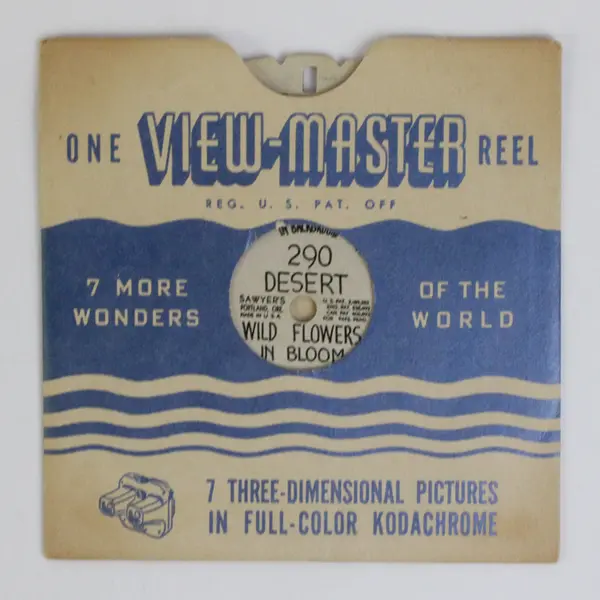 ONE VIEW-MASTER REEL
REG. U. S. PAT. OFF
7 MORE
WONDERS
290
DESERT
SAWYER'S
PORTLAND, ORE.
MADE IN U.S.A.
WILD FLOWERS
IN BLOOM
OF THE
WORLD
7 THREE-DIMENSIONAL PICTURES
IN FULL-COLOR KODACHROME